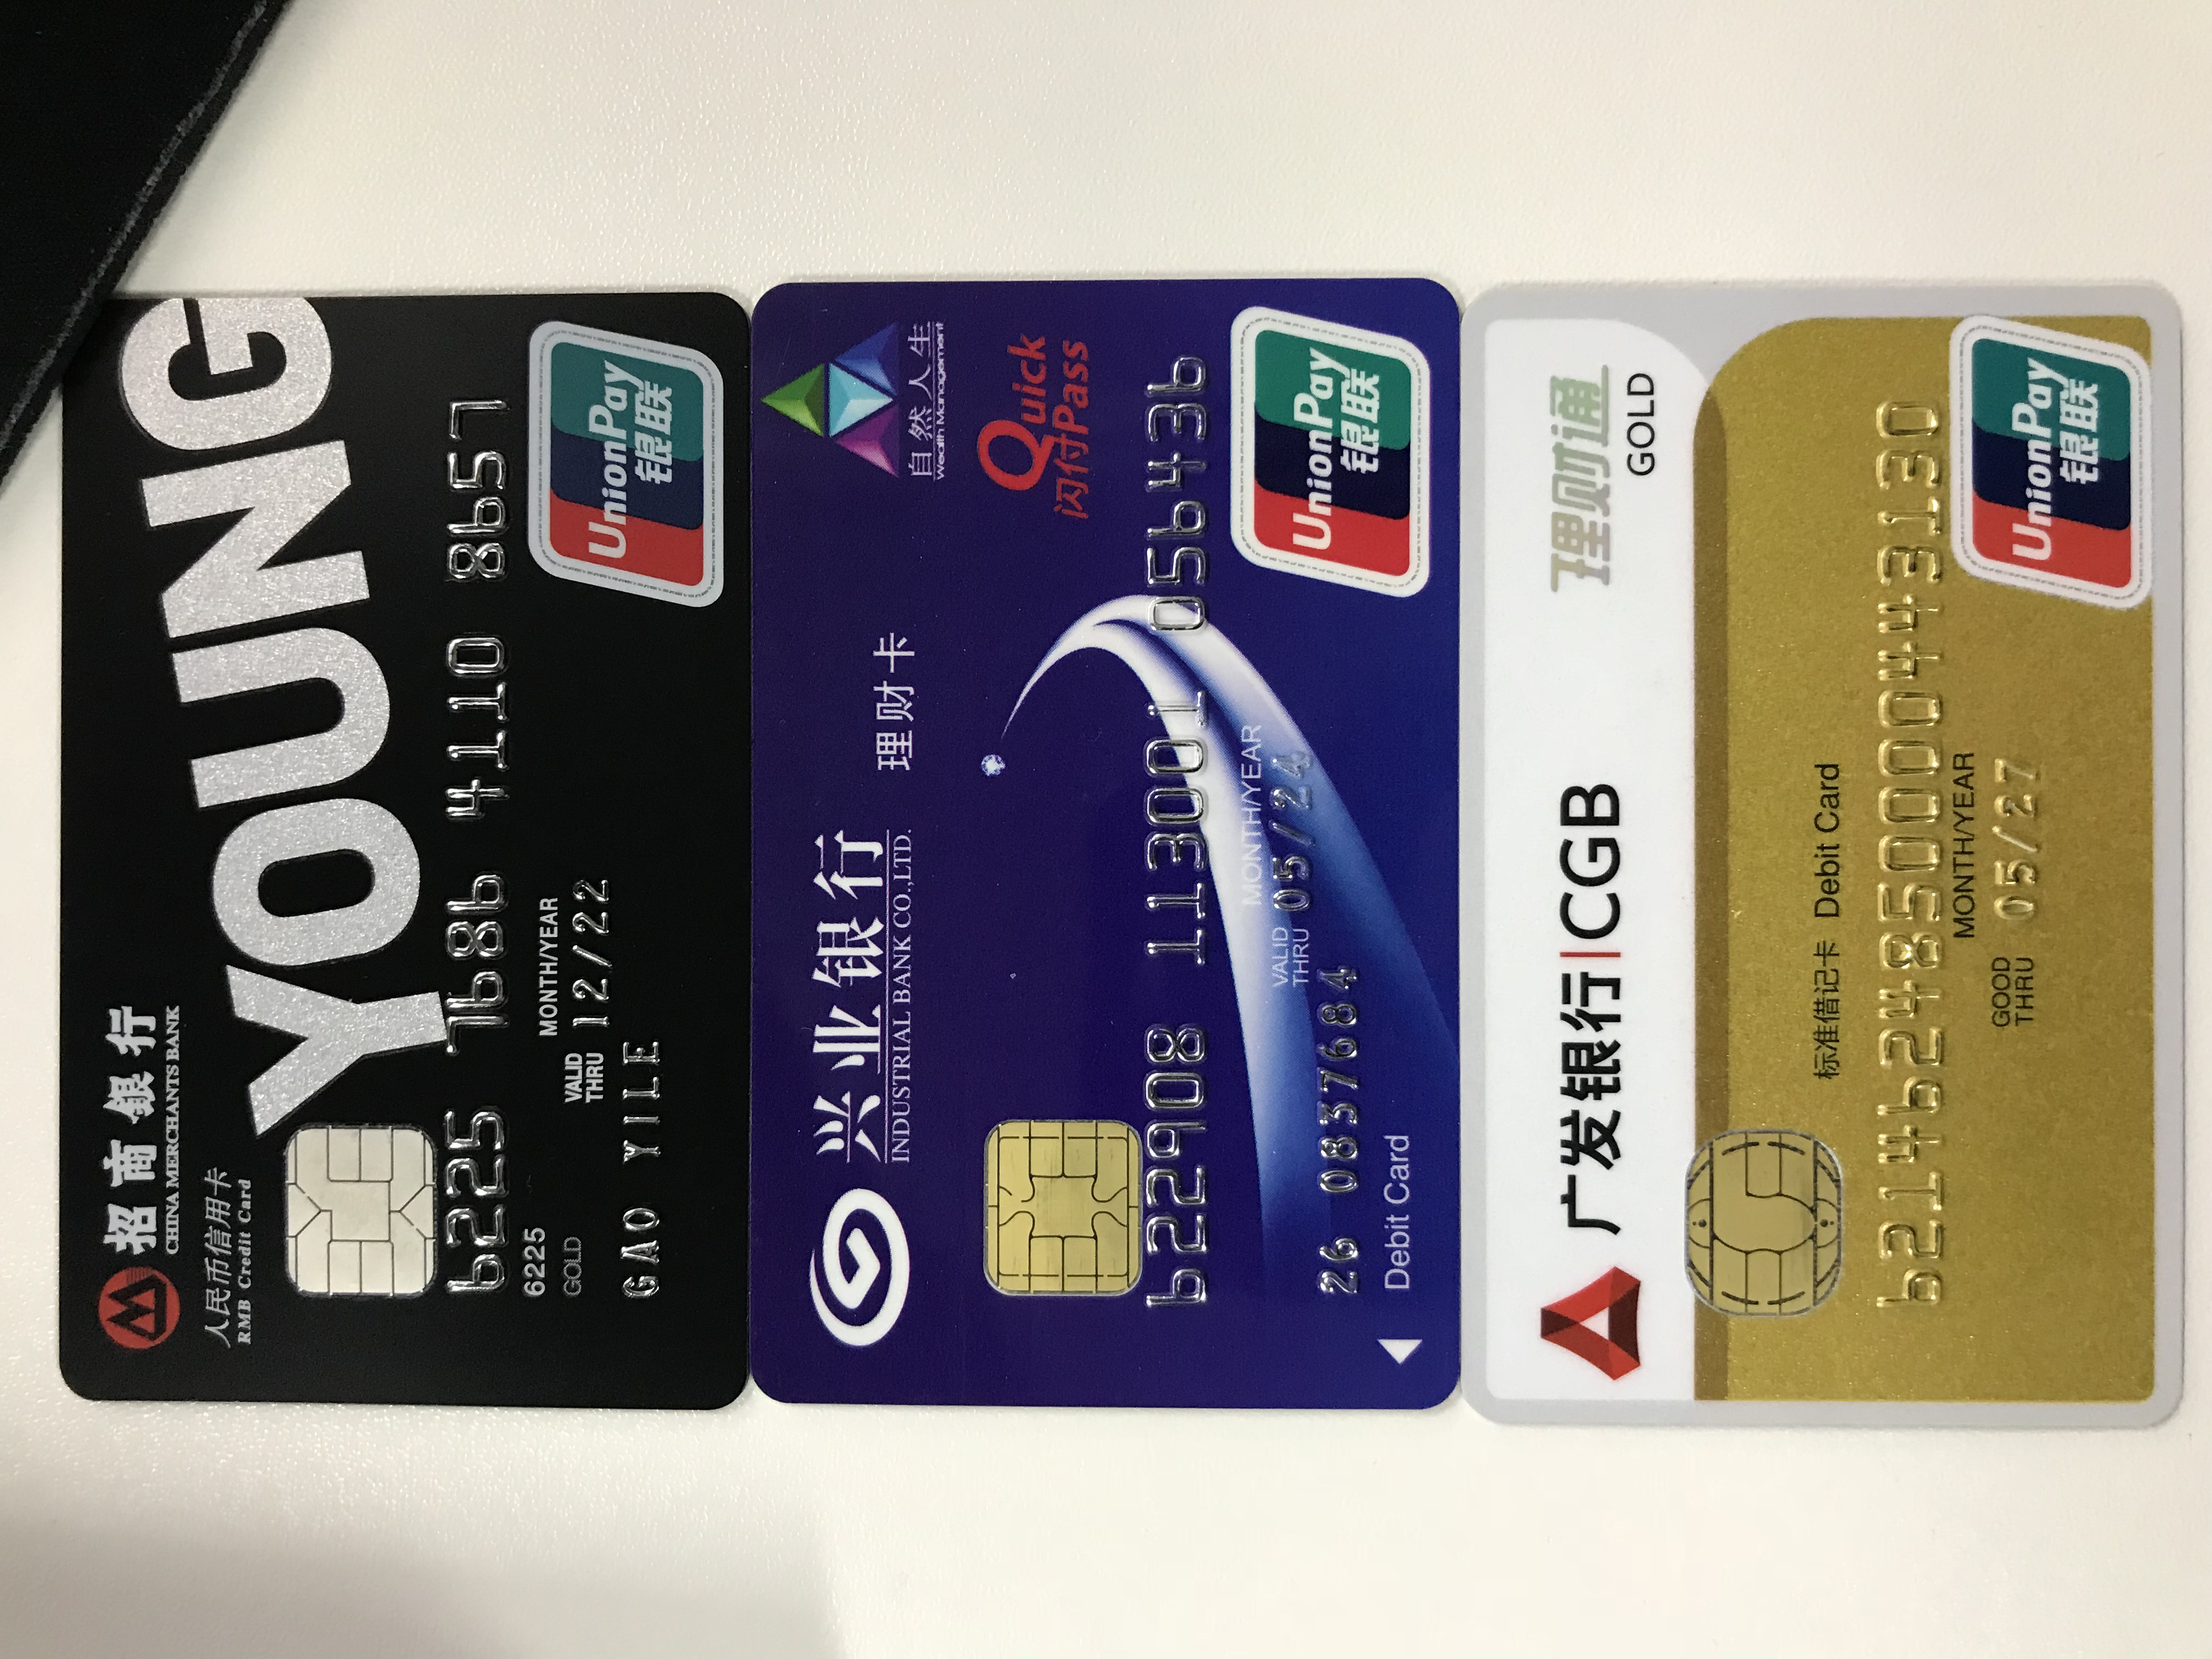 招商銀行
CHINA MERCHANTS BANK
人民币信用卡
RMB Credit Card
YOUNG
6225 7686 4110 8657
6225
MONTH/YEAR
GOLD
VALID THRU 12/22
GAO YILE
UnionPay
银联
兴业银行
INDUSTRIAL BANK CO.,LTD.
理财卡
自然人生
Wealth Management
Quick
闪付Pass
622908 113001 056436
MONTH/YEAR
VALID THRU 05/24
26 0837684
Debit Card
UnionPay
银联
广发银行|CGB
理财通
GOLD
标准借记卡 Debit Card
6214624850000443130
MONTH/YEAR
GOOD THRU 05/27
UnionPay
银联